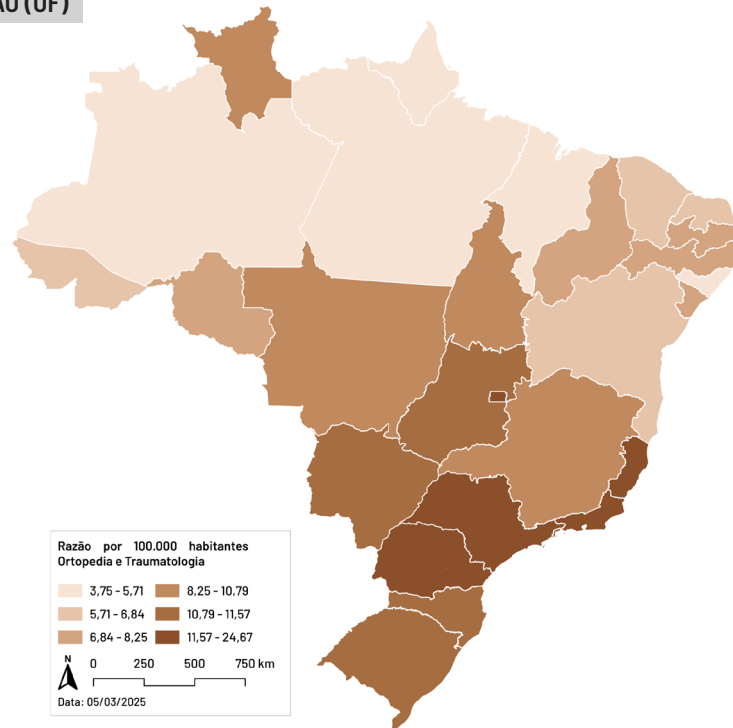 (UF)
Razão por 100.000 habitantes
Ortopedia e Traumatologia
3,75 - 5,71
8,25 - 10,79
5,71 - 6,84
10,79 - 11,57
6,84 - 8,25
11,57 - 24,67
N
0 250 500 750 km
Data: 05/03/2025